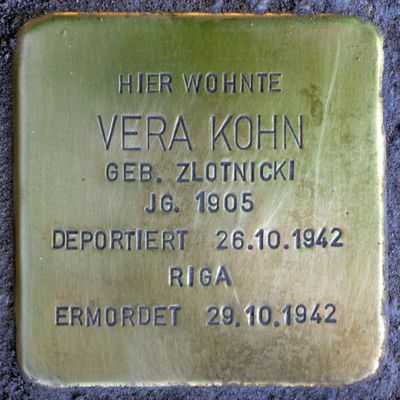 HIER WOHNTE
VERA KOHN
GEB. ZLOTNICKI
JG. 1905
DEPORTIERT 26.10.1942
RIGA
ERMORDET 29.10.1942